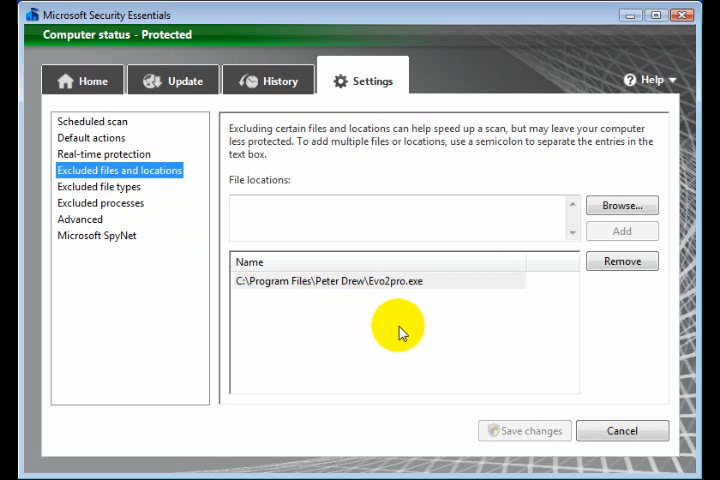 Microsoft Security Essentials
Computer status - Protected
Home
Update
History
Settings
Help
Scheduled scan
Default actions
Real-time protection
Excluded files and locations
Excluded file types
Excluded processes
Advanced
Microsoft SpyNet
Excluding certain files and locations can help speed up a scan, but may leave your computer
less protected. To add multiple files or locations, use a semicolon to separate the entries in the
text box.
File locations:
Browse...
Add
Name
Remove
C:\Program Files\Peter Drew\Evo2pro.exe
Save changes
Cancel